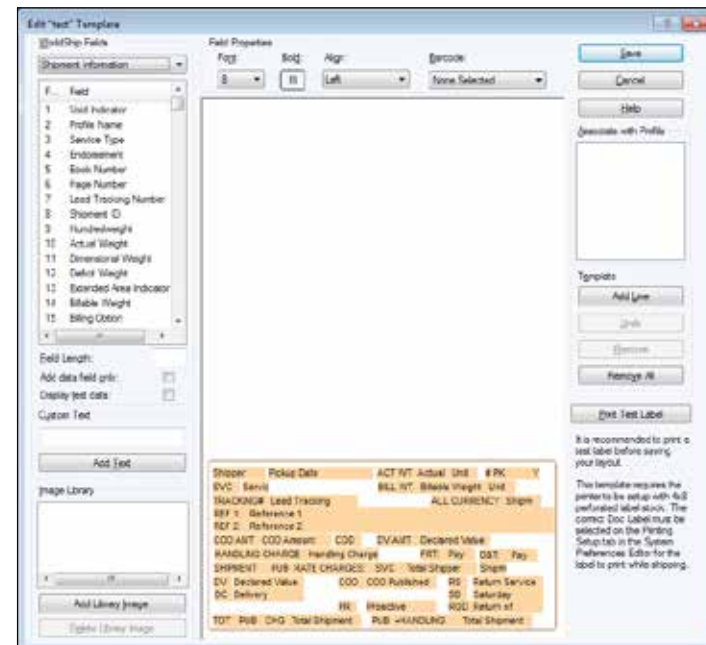 Edit "test" Template
WorldShip Fields
Shipment Information
F... Field
1 Void Indicator
2 Profile Name
3 Service Type
4 Endorsement
5 Book Number
6 Page Number
7 Lead Tracking Number
8 Shipment ID
9 Hundredweight
10 Actual Weight
11 Dimensional Weight
12 Deficit Weight
13 Extended Area Indicator
14 Billable Weight
15 Billing Option
Field Length:
Add data field only:
Display test data:
Custom Text
Add Text
Image Library
Add Library Image
Delete Library Image
Field Properties
Font Bold Align Barcode
8 B Left None Selected
Shipper Pickup Date ACT WT Actual Unit # PK
SVC Servic BILL WT Billable Weight Unit
TRACKING# Lead Tracking ALL CURRENCY Shipm
REF 1: Reference 1
REF 2: Reference 2
COD AMT COD Amount COD DV AMT Declared Value
HANDLING CHARGE Handling Charge FRT: Pay D&T: Pay
SHIPMENT PUB RATE CHARGES: SVC Total Shipper Shipm
DV Declared Value COD COD Published RS Return Service
DC Delivery SD Saturday
HR Proactive ROD Return of
TOT PUB CHG Total Shipment PUB +HANDLING Total Shipment
Save
Cancel
Help
Associate with Profile
Template
Add Line
Undo
Remove
Remove All
Print Test Label
It is recommended to print a
test label before saving
your layout.
This template requires the
printer to be setup with 4x8
perforated label stock. The
correct Doc Label must be
selected on the Printing
Setup tab in the System
Preferences Editor for the
label to print while shipping.